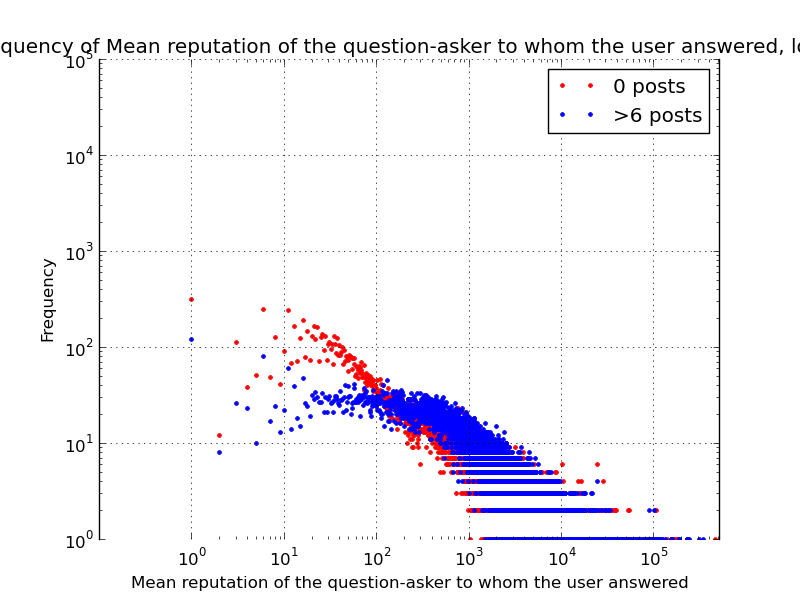 quency of Mean reputation of the question-asker to whom the user answered, lo
0 posts
>6 posts
10^5
10^4
10^3
10^2
10^1
10^0
Frequency
10^0 10^1 10^2 10^3 10^4 10^5
Mean reputation of the question-asker to whom the user answered